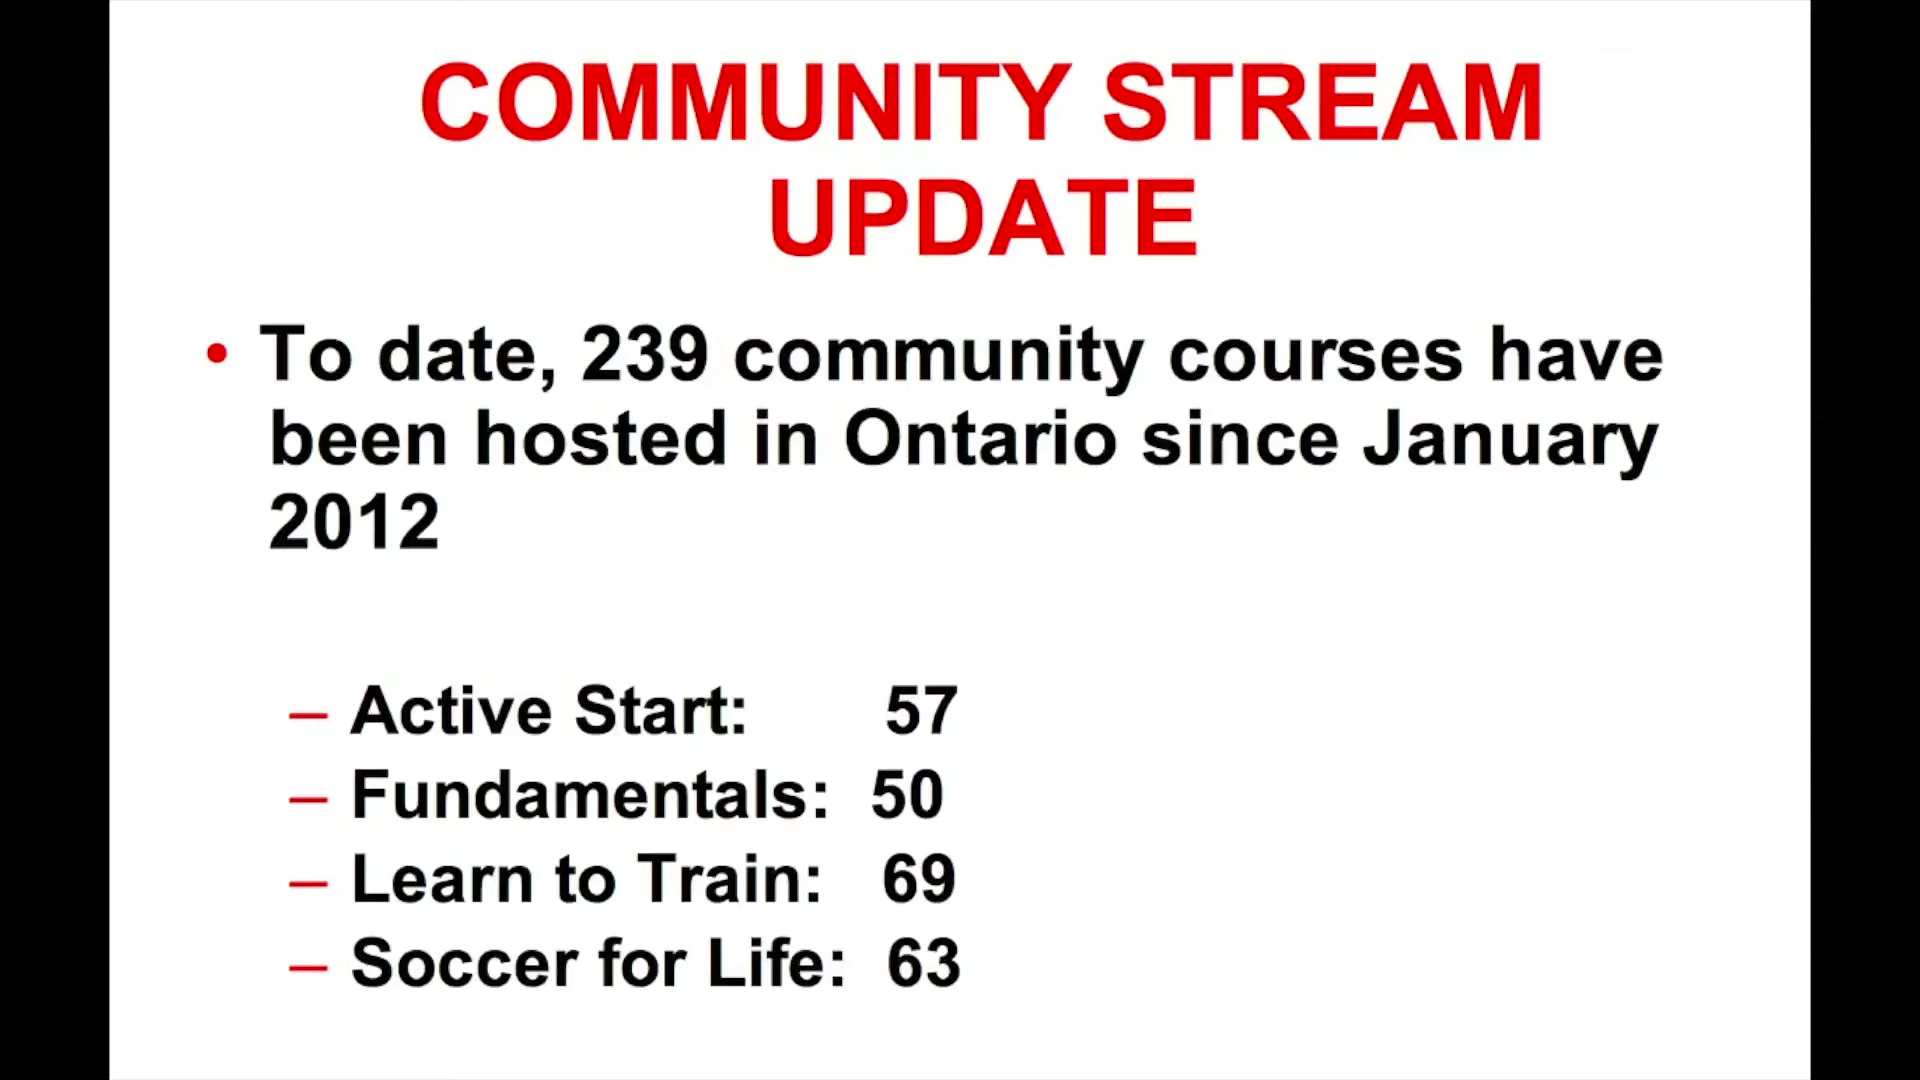 COMMUNITY STREAM
UPDATE
• To date, 239 community courses have
been hosted in Ontario since January
2012
– Active Start: 57
– Fundamentals: 50
– Learn to Train: 69
– Soccer for Life: 63